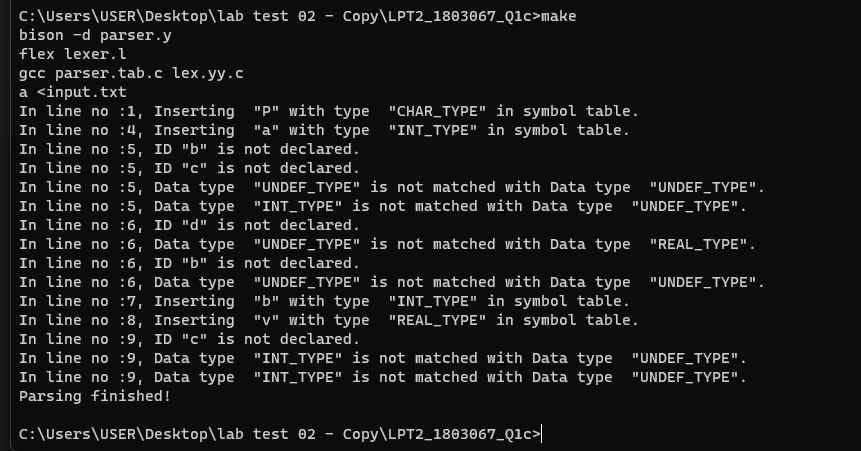 C:\Users\USER\Desktop\lab test 02 - Copy\LPT2_1803067_Q1c>make
bison -d parser.y
flex lexer.l
gcc parser.tab.c lex.yy.c
a <input.txt
In line no :1, Inserting  "P" with type  "CHAR_TYPE" in symbol table.
In line no :4, Inserting  "a" with type  "INT_TYPE" in symbol table.
In line no :5, ID "b" is not declared.
In line no :5, ID "c" is not declared.
In line no :5, Data type  "UNDEF_TYPE" is not matched with Data type  "UNDEF_TYPE".
In line no :5, Data type  "INT_TYPE" is not matched with Data type  "UNDEF_TYPE".
In line no :6, ID "d" is not declared.
In line no :6, Data type  "UNDEF_TYPE" is not matched with Data type  "REAL_TYPE".
In line no :6, ID "b" is not declared.
In line no :6, Data type  "UNDEF_TYPE" is not matched with Data type  "UNDEF_TYPE".
In line no :7, Inserting  "b" with type  "INT_TYPE" in symbol table.
In line no :8, Inserting  "v" with type  "REAL_TYPE" in symbol table.
In line no :9, ID "c" is not declared.
In line no :9, Data type  "INT_TYPE" is not matched with Data type  "UNDEF_TYPE".
In line no :9, Data type  "INT_TYPE" is not matched with Data type  "UNDEF_TYPE".
Parsing finished!
C:\Users\USER\Desktop\lab test 02 - Copy\LPT2_1803067_Q1c>